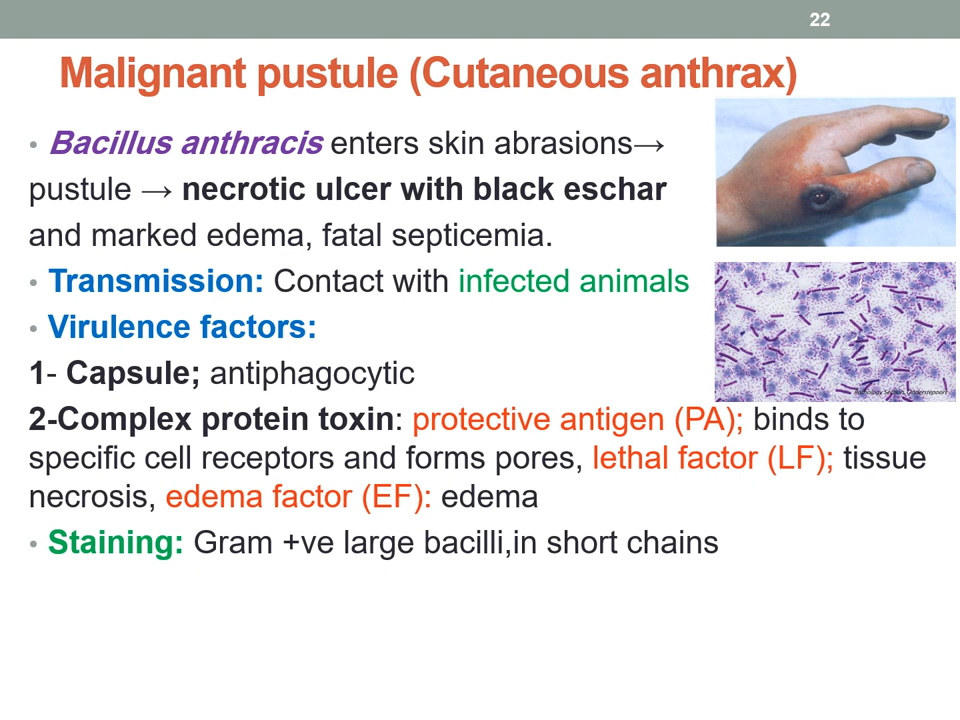 22
Malignant pustule (Cutaneous anthrax)
• Bacillus anthracis enters skin abrasions→
pustule → necrotic ulcer with black eschar
and marked edema, fatal septicemia.
• Transmission: Contact with infected animals
• Virulence factors:
1- Capsule; antiphagocytic
2-Complex protein toxin: protective antigen (PA); binds to
specific cell receptors and forms pores, lethal factor (LF); tissue
necrosis, edema factor (EF): edema
• Staining: Gram +ve large bacilli,in short chains
Pathology Section, Onderstepoort